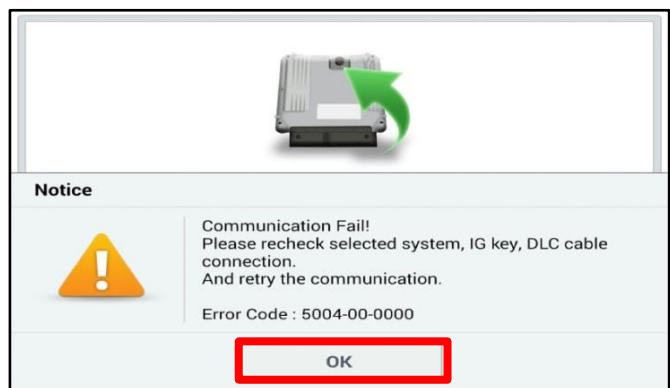 Notice
Communication Fail!
Please recheck selected system, IG key, DLC cable
connection.
And retry the communication.
Error Code : 5004-00-0000
OK